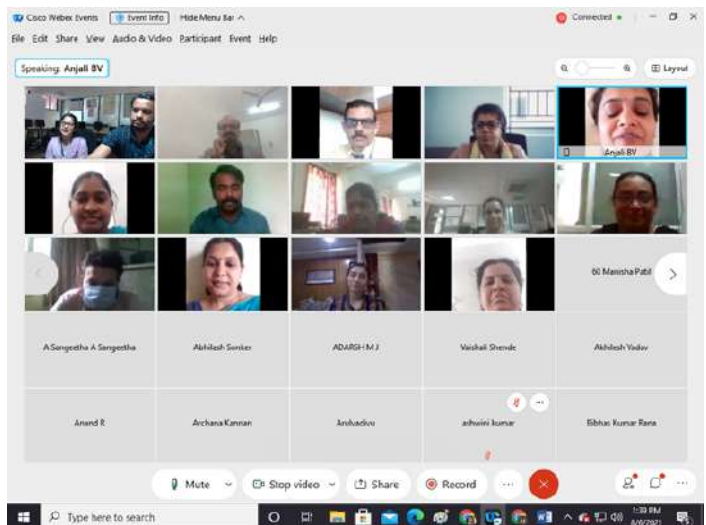 Cisco Webex Events Event Info Hide Menu Bar Connected
File Edit Share View Audio & Video Participant Event Help
Speaking: Anjali BV
Layout
Anjali BV
60 Manisha Patil
A Sangeetha A Sangeetha
Abhilash Sonker
ADARSH M J
Vaishali Shende
Akhilesh Yadav
Anand R
Archana Kannan
Arulvadivu
ashwini kumar
Bibhas Kumar Rana
Mute
Stop video
Share
Record
Type here to search